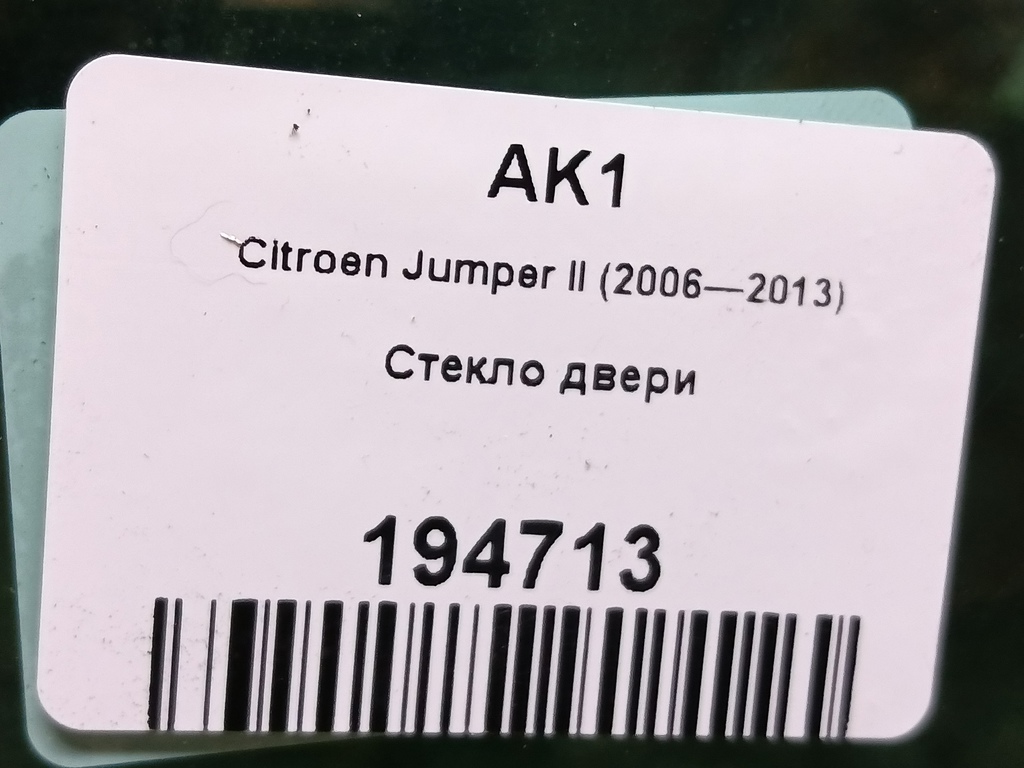 AK1
Citroen Jumper II (2006—2013)
Стекло двери
194713